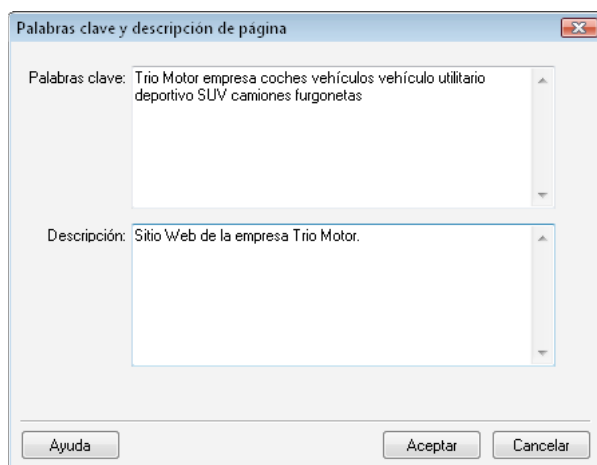 Palabras clave y descripción de página
Palabras clave: Trio Motor empresa coches vehículos vehículo utilitario
deportivo SUV camiones furgonetas
Descripción: Sitio Web de la empresa Trio Motor.
Ayuda Aceptar Cancelar